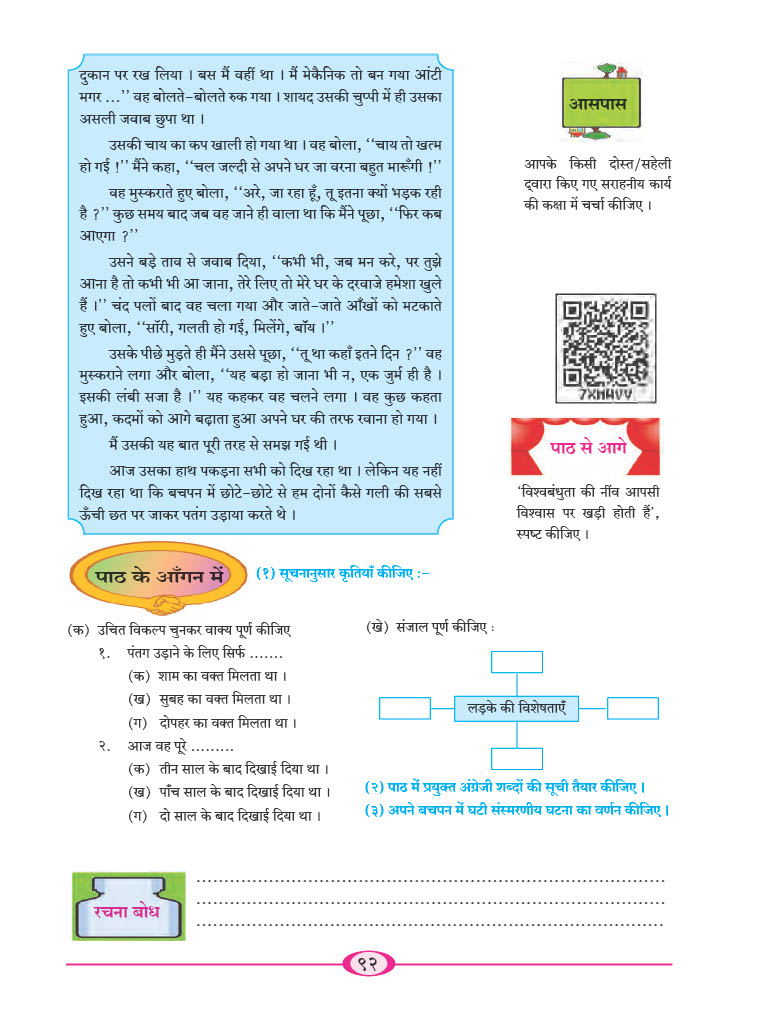 दुकान पर रख लिया । बस मैं वहीं था । मैं मेकैनिक तो बन गया आंटी
मगर ...’’ वह बोलते-बोलते रुक गया । शायद उसकी चुप्पी में ही उसका
असली जवाब छुपा था ।
उसकी चाय का कप खाली हो गया था । वह बोला, ‘‘चाय तो खत्म
हो गई !’’ मैंने कहा, ‘‘चल जल्दी से अपने घर जा वरना बहुत मारूँगी !’’
वह मुस्कराते हुए बोला, ‘‘अरे, जा रहा हूँ, तू इतना क्यों भड़क रही
है ?’’ कुछ समय बाद जब वह जाने ही वाला था कि मैंने पूछा, ‘‘फिर कब
आएगा ?’’
उसने बड़े ताव से जवाब दिया, ‘‘कभी भी, जब मन करे, पर तुझे
आना है तो कभी भी आ जाना, तेरे लिए तो मेरे घर के दरवाजे हमेशा खुले
हैं ।’’ चंद पलों बाद वह चला गया और जाते-जाते आँखों को मटकाते
हुए बोला, ‘‘सॉरी, गलती हो गई, मिलेंगे, बॉय ।’’
उसके पीछे मुड़ते ही मैंने उससे पूछा, ‘‘तू था कहाँ इतने दिन ?’’ वह
मुस्कराने लगा और बोला, ‘‘यह बड़ा हो जाना भी न, एक जुर्म ही है ।
इसकी लंबी सजा है ।’’ यह कहकर वह चलने लगा । वह कुछ कहता
हुआ, कदमों को आगे बढ़ाता हुआ अपने घर की तरफ रवाना हो गया ।
मैं उसकी यह बात पूरी तरह से समझ गई थी ।
आज उसका हाथ पकड़ना सभी को दिख रहा था । लेकिन यह नहीं
दिख रहा था कि बचपन में छोटे-छोटे से हम दोनों कैसे गली की सबसे
ऊँची छत पर जाकर पतंग उड़ाया करते थे ।
आसपास
आपके किसी दोस्त/सहेली
द्वारा किए गए सराहनीय कार्य
की कक्षा में चर्चा कीजिए ।
7XMHVV
पाठ से आगे
‘विश्वबंधुता की नींव आपसी
विश्वास पर खड़ी होती हैं’,
स्पष्ट कीजिए ।
पाठ के आँगन में
(१) सूचनानुसार कृतियाँ कीजिए :-
(क) उचित विकल्प चुनकर वाक्य पूर्ण कीजिए
१. पंतग उड़ाने के लिए सिर्फ .......
(क) शाम का वक्त मिलता था ।
(ख) सुबह का वक्त मिलता था ।
(ग) दोपहर का वक्त मिलता था ।
२. आज वह पूरे .........
(क) तीन साल के बाद दिखाई दिया था ।
(ख) पाँच साल के बाद दिखाई दिया था ।
(ग) दो साल के बाद दिखाई दिया था ।
(खे) संजाल पूर्ण कीजिए :
लड़के की विशेषताएँ
(२) पाठ में प्रयुक्त अंग्रेजी शब्दों की सूची तैयार कीजिए ।
(३) अपने बचपन में घटी संस्मरणीय घटना का वर्णन कीजिए ।
रचना बोध
९२